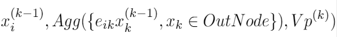 $x_i^{(k-1)}, Agg(\{e_{ik}x_k^{(k-1)}, x_k \in OutNode\}), Vp^{(k)})$